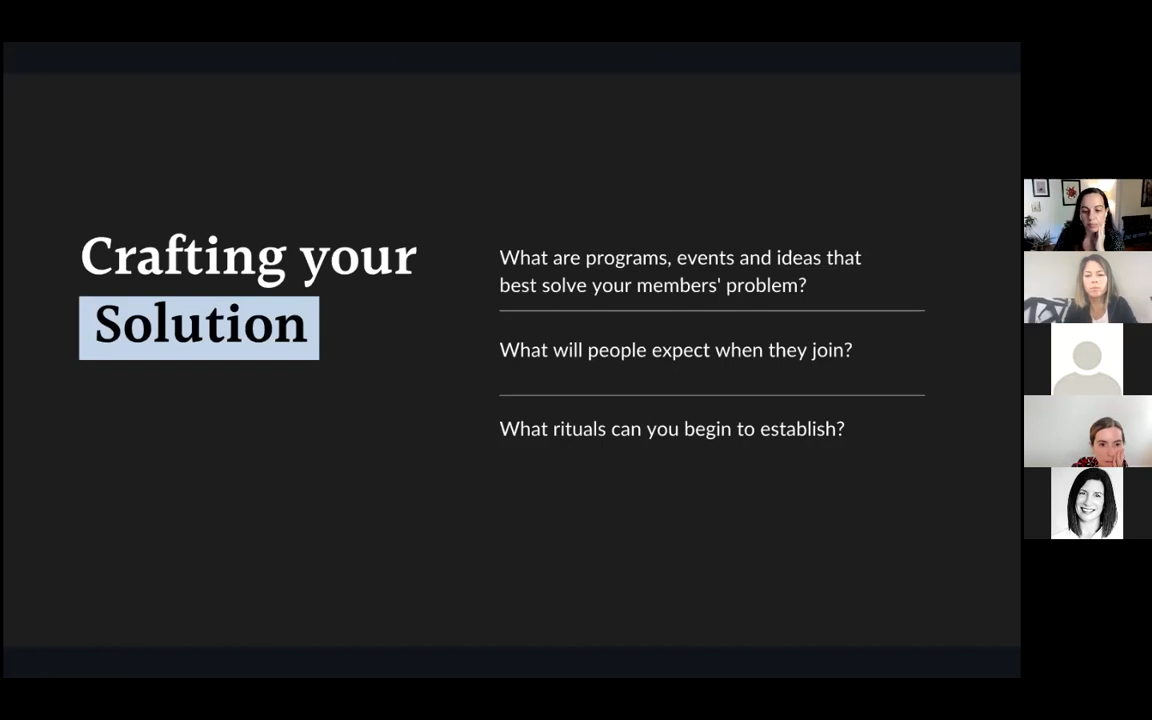 Crafting your
Solution
What are programs, events and ideas that
best solve your members' problem?
What will people expect when they join?
What rituals can you begin to establish?